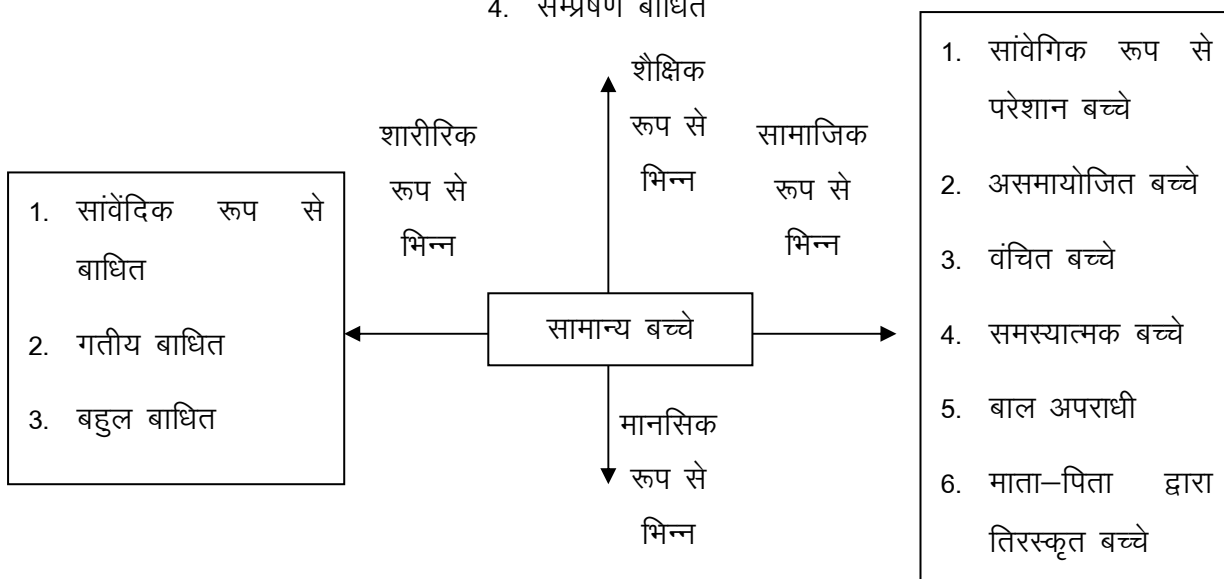 4. सम्प्रेषण बाधित
शैक्षिक
रूप से
भिन्न
शारीरिक
रूप से
भिन्न
सामाजिक
रूप से
भिन्न
1. सांवेंदिक रूप से
बाधित
2. गतीय बाधित
3. बहुल बाधित
सामान्य बच्चे
1. सांवेगिक रूप से
परेशान बच्चे
2. असमायोजित बच्चे
3. वंचित बच्चे
4. समस्यात्मक बच्चे
5. बाल अपराधी
6. माता–पिता द्वारा
तिरस्कृत बच्चे
मानसिक
रूप से
भिन्न